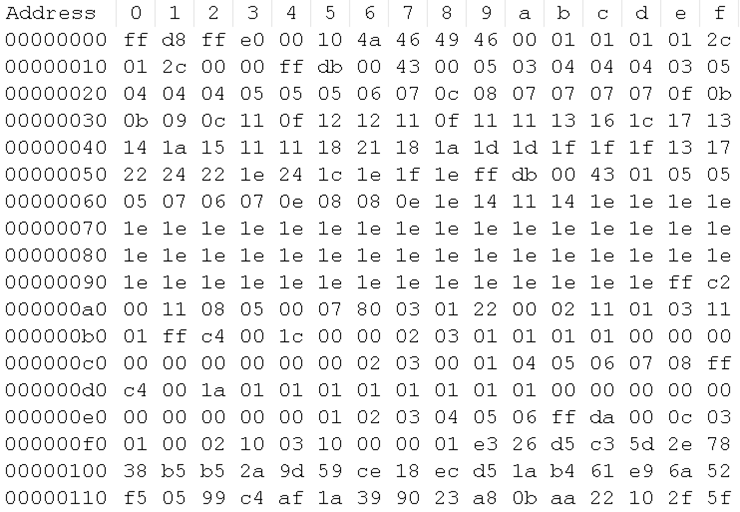 Address 0 1 2 3 4 5 6 7 8 9 a b c d e f
00000000 ff d8 ff e0 00 10 4a 46 49 46 00 01 01 01 01 2c
00000010 01 2c 00 00 ff db 00 43 00 05 03 04 04 04 03 05
00000020 04 04 04 05 05 05 06 07 0c 08 07 07 07 07 0f 0b
00000030 0b 09 0c 11 0f 12 12 11 0f 11 11 13 16 1c 17 13
00000040 14 1a 15 11 11 18 21 18 1a 1d 1d 1f 1f 1f 13 17
00000050 22 24 22 1e 24 1c 1e 1f 1e ff db 00 43 01 05 05
00000060 05 07 06 07 0e 08 08 0e 1e 14 11 14 1e 1e 1e 1e
00000070 1e 1e 1e 1e 1e 1e 1e 1e 1e 1e 1e 1e 1e 1e 1e 1e
00000080 1e 1e 1e 1e 1e 1e 1e 1e 1e 1e 1e 1e 1e 1e 1e 1e
00000090 1e 1e 1e 1e 1e 1e 1e 1e 1e 1e 1e 1e 1e 1e ff c2
000000a0 00 11 08 05 00 07 80 03 01 22 00 02 11 01 03 11
000000b0 01 ff c4 00 1c 00 00 02 03 01 01 01 01 00 00 00
000000c0 00 00 00 00 00 00 02 03 00 01 04 05 06 07 08 ff
000000d0 c4 00 1a 01 01 01 01 01 01 01 01 00 00 00 00 00
000000e0 00 00 00 00 00 01 02 03 04 05 06 ff da 00 0c 03
000000f0 01 00 02 10 03 10 00 00 01 e3 26 d5 c3 5d 2e 78
00000100 38 b5 b5 2a 9d 59 ce 18 ec d5 1a b4 61 e9 6a 52
00000110 f5 05 99 c4 af 1a 39 90 23 a8 0b aa 22 10 2f 5f